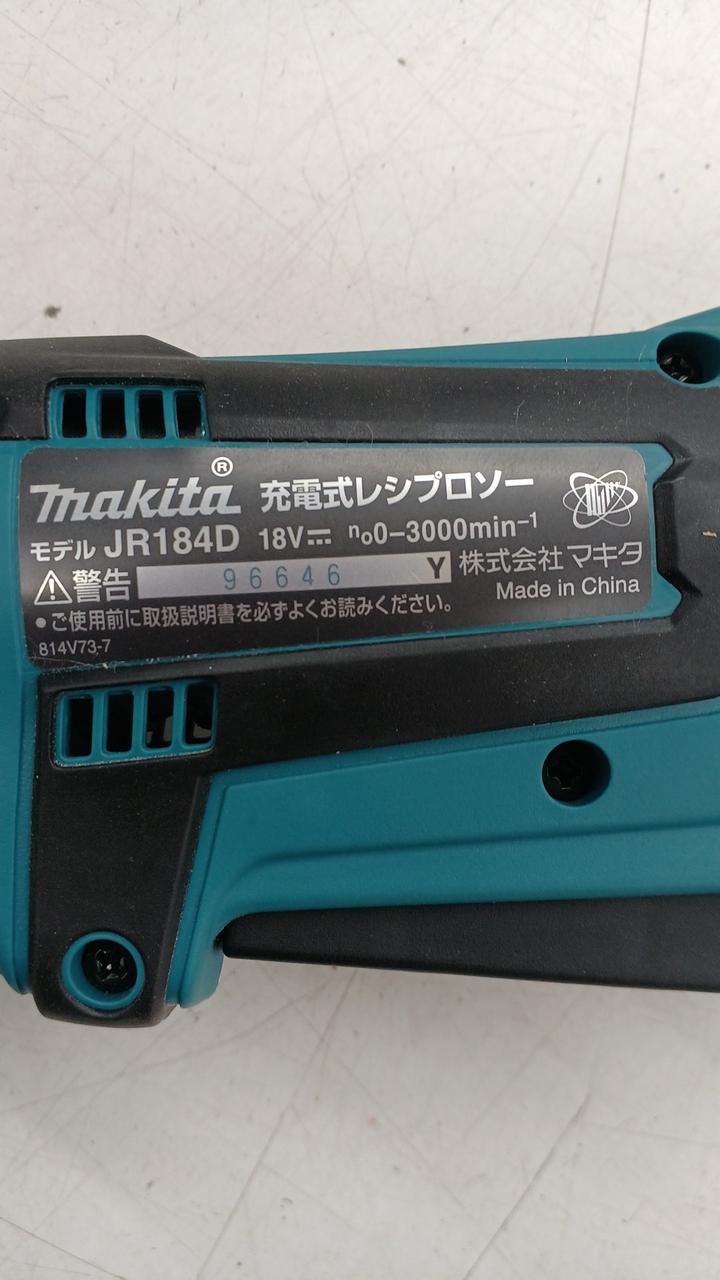 makita® 充電式レシプロソー
モデル JR184D 18V⎓ n₀0-3000min⁻¹
⚠警告 96646 Y 株式会社マキタ
Made in China
●ご使用前に取扱説明書を必ずよくお読みください。
814V73-7